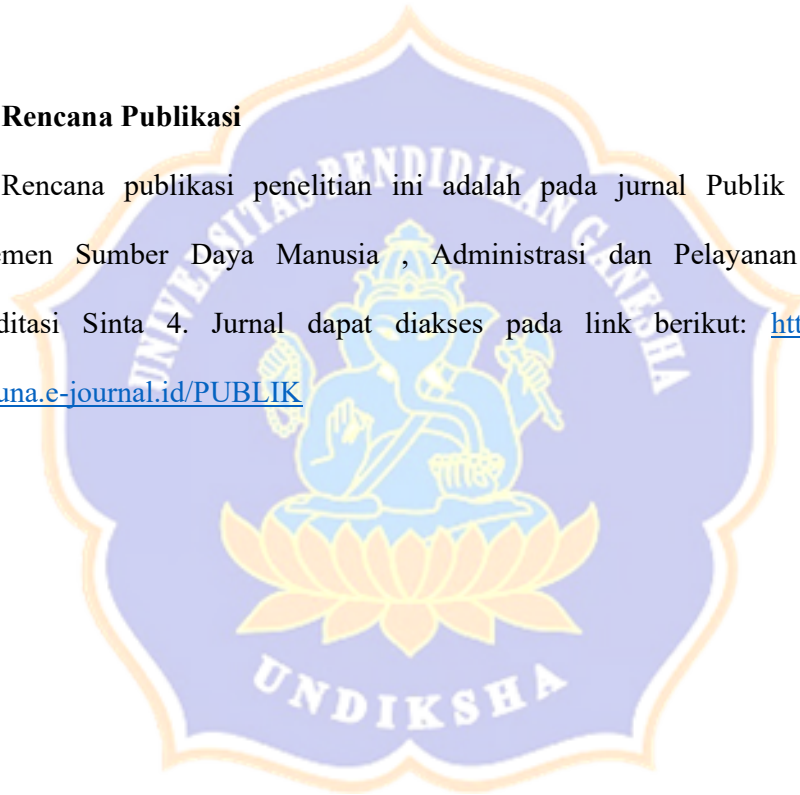 Rencana Publikasi
Rencana publikasi penelitian ini adalah pada jurnal Publik
emen Sumber Daya Manusia , Administrasi dan Pelayanan
ditasi Sinta 4. Jurnal dapat diakses pada link berikut: htt
una.e-journal.id/PUBLIK
UNIVERSITAS PENDIDIKAN GANESHA
UNDIKSHA